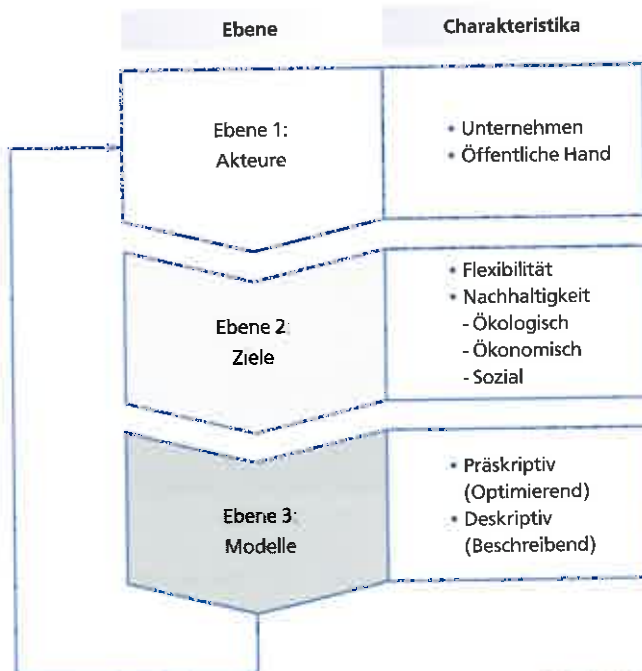 Ebene
Charakteristika
Ebene 1:
Akteure
• Unternehmen
• Öffentliche Hand
Ebene 2:
Ziele
• Flexibilität
• Nachhaltigkeit
- Ökologisch
- Ökonomisch
- Sozial
Ebene 3:
Modelle
• Präskriptiv
(Optimierend)
• Deskriptiv
(Beschreibend)